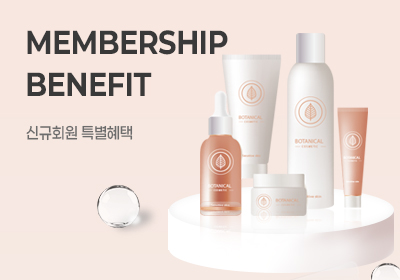 MEMBERSHIP
BENEFIT
신규회원 특별혜택
BOTANICAL
BOTANICAL
BOTANICAL